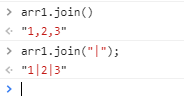 > arr1.join()
<· "1,2,3"
> arr1.join("|");
<· "1|2|3"
>